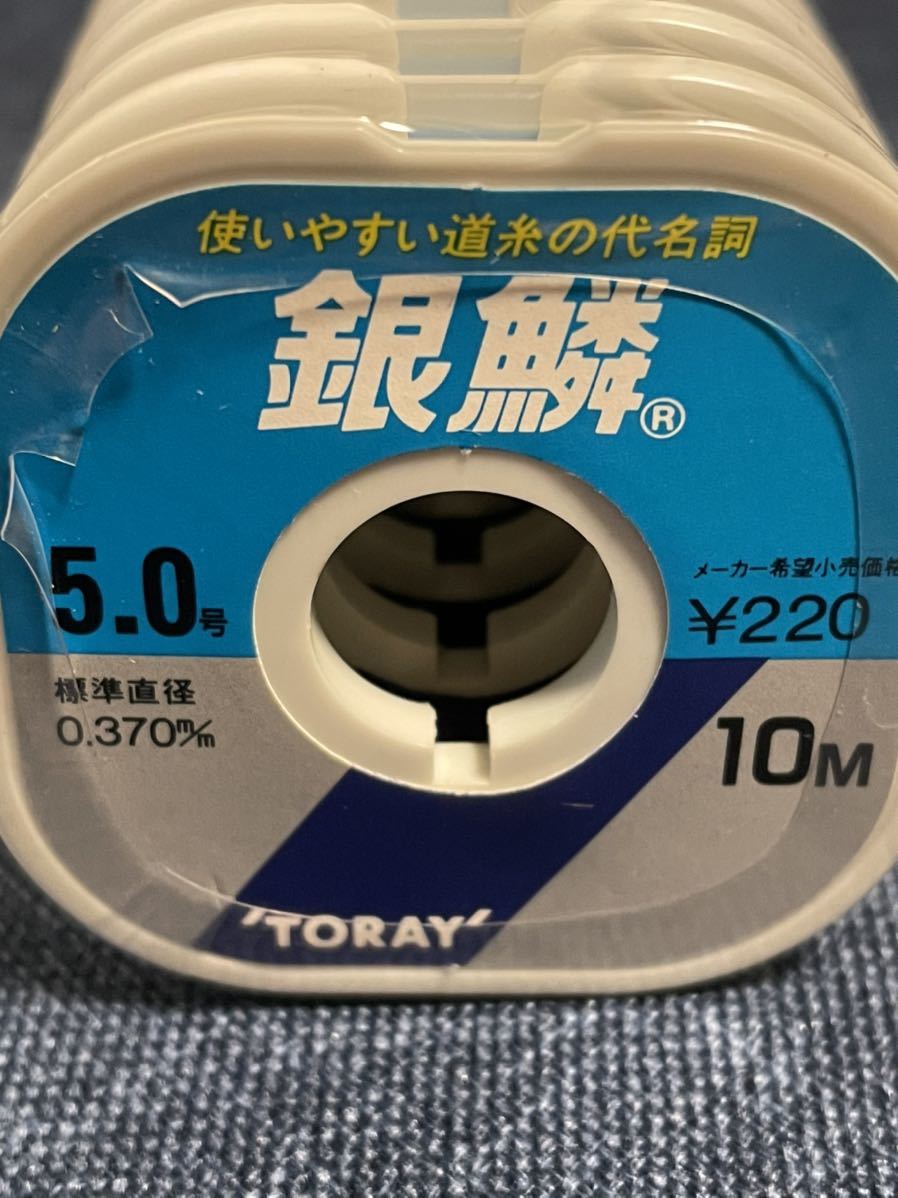 使いやすい道糸の代名詞
銀鱗®
5.0号
メーカー希望小売価格
¥220
標準直径
0.370m/m
10M
'TORAY'